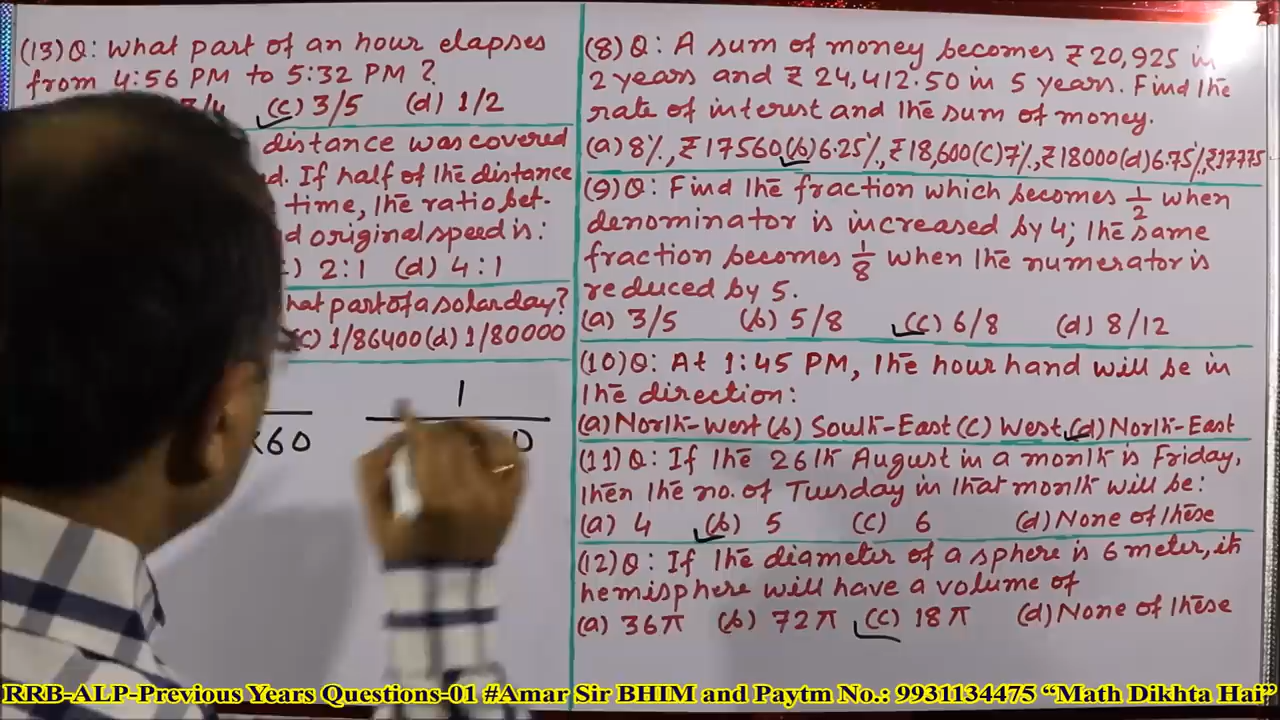 (13)Q: What part of an hour elapses
from 4:56 PM to 5:32 PM?
3/4 (c) 3/5 (d) 1/2
distance was covered
If half of the distance
time, the ratio bet-
original speed is:
2:1 (d) 4:1
part of a solar day?
1/86400 (d) 1/80000
1
×60
0
(8)Q: A sum of money becomes ₹20,925 in
2 years and ₹24,412.50 in 5 years. Find the
rate of interest and the sum of money.
(a) 8%, ₹17560 (b) 6.25%, ₹18,600 (c) 7%, ₹18000 (d) 6.75%, ₹17775
(9)Q: Find the fraction which becomes 1/2 when
denominator is increased by 4; the same
fraction becomes 1/8 when the numerator is
reduced by 5.
(a) 3/5 (b) 5/8 (c) 6/8 (d) 8/12
(10)Q: At 1:45 PM, the hour hand will be in
the direction:
(a) North-West (b) South-East (c) West (d) North-East
(11)Q: If the 26th August in a month is Friday,
then the no. of Tuesday in that month will be:
(a) 4 (b) 5 (c) 6 (d) None of these
(12)Q: If the diameter of a sphere is 6 meter, its
hemisphere will have a volume of
(a) 36π (b) 72π (c) 18π (d) None of these
RRB-ALP-Previous Years Questions-01 #Amar Sir BHIM and Paytm No.: 9931134475 “Math Dikhta Hai”